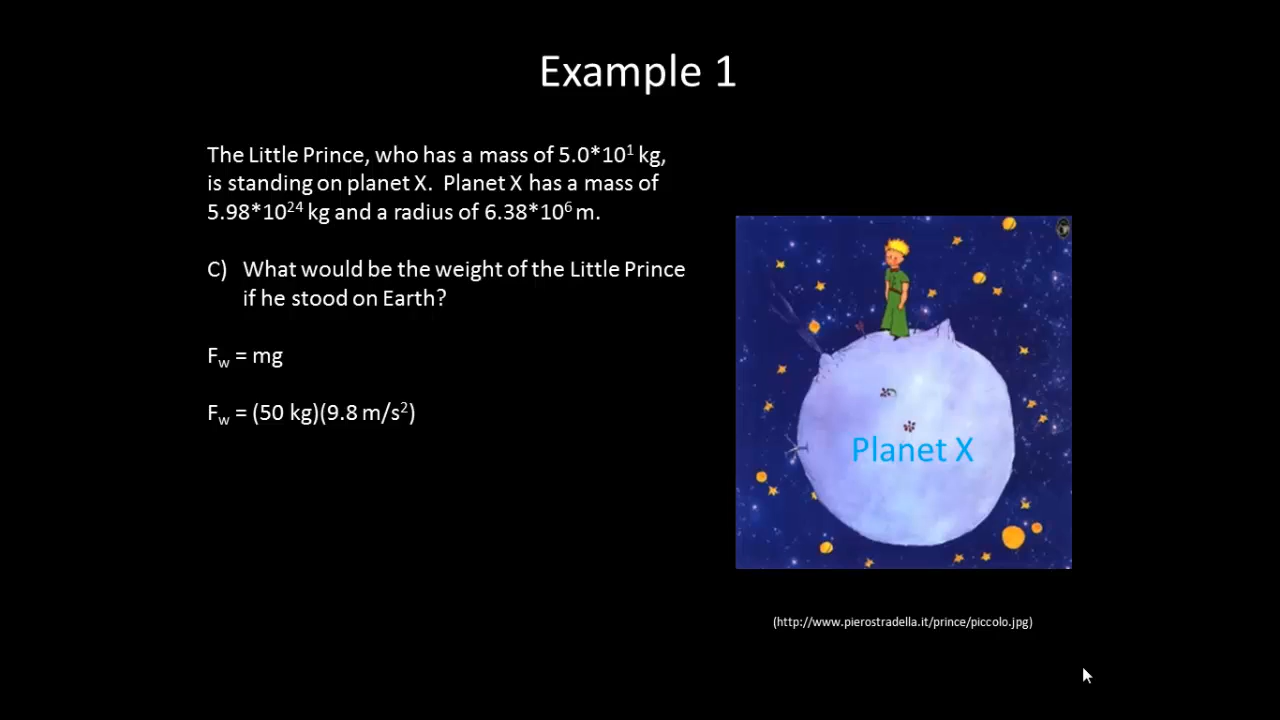 Example 1
The Little Prince, who has a mass of 5.0*10¹ kg,
is standing on planet X.  Planet X has a mass of
5.98*10²⁴ kg and a radius of 6.38*10⁶ m.
C) What would be the weight of the Little Prince
if he stood on Earth?
F_w = mg
F_w = (50 kg)(9.8 m/s²)
Planet X
(http://www.pierostradella.it/prince/piccolo.jpg)